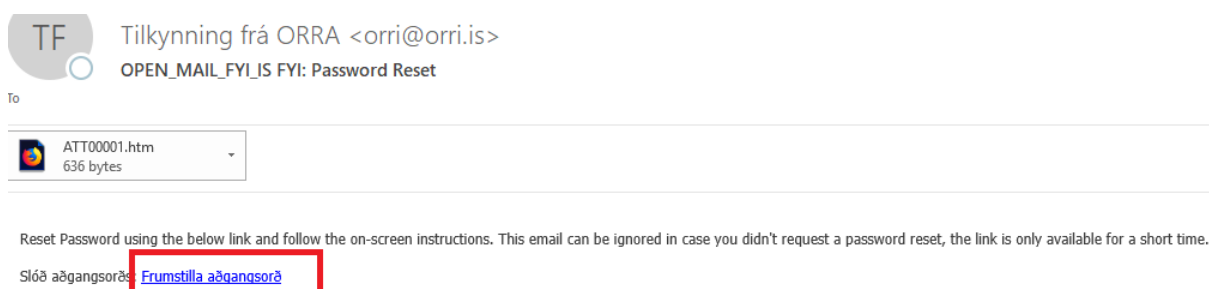 TF
Tilkynning frá ORRA <orri@orri.is>
OPEN_MAIL_FYI_IS FYI: Password Reset
To
ATT00001.htm
636 bytes
Reset Password using the below link and follow the on-screen instructions. This email can be ignored in case you didn't request a password reset, the link is only available for a short time.
Slóð aðgangsorðs: Frumstilla aðgangsorð